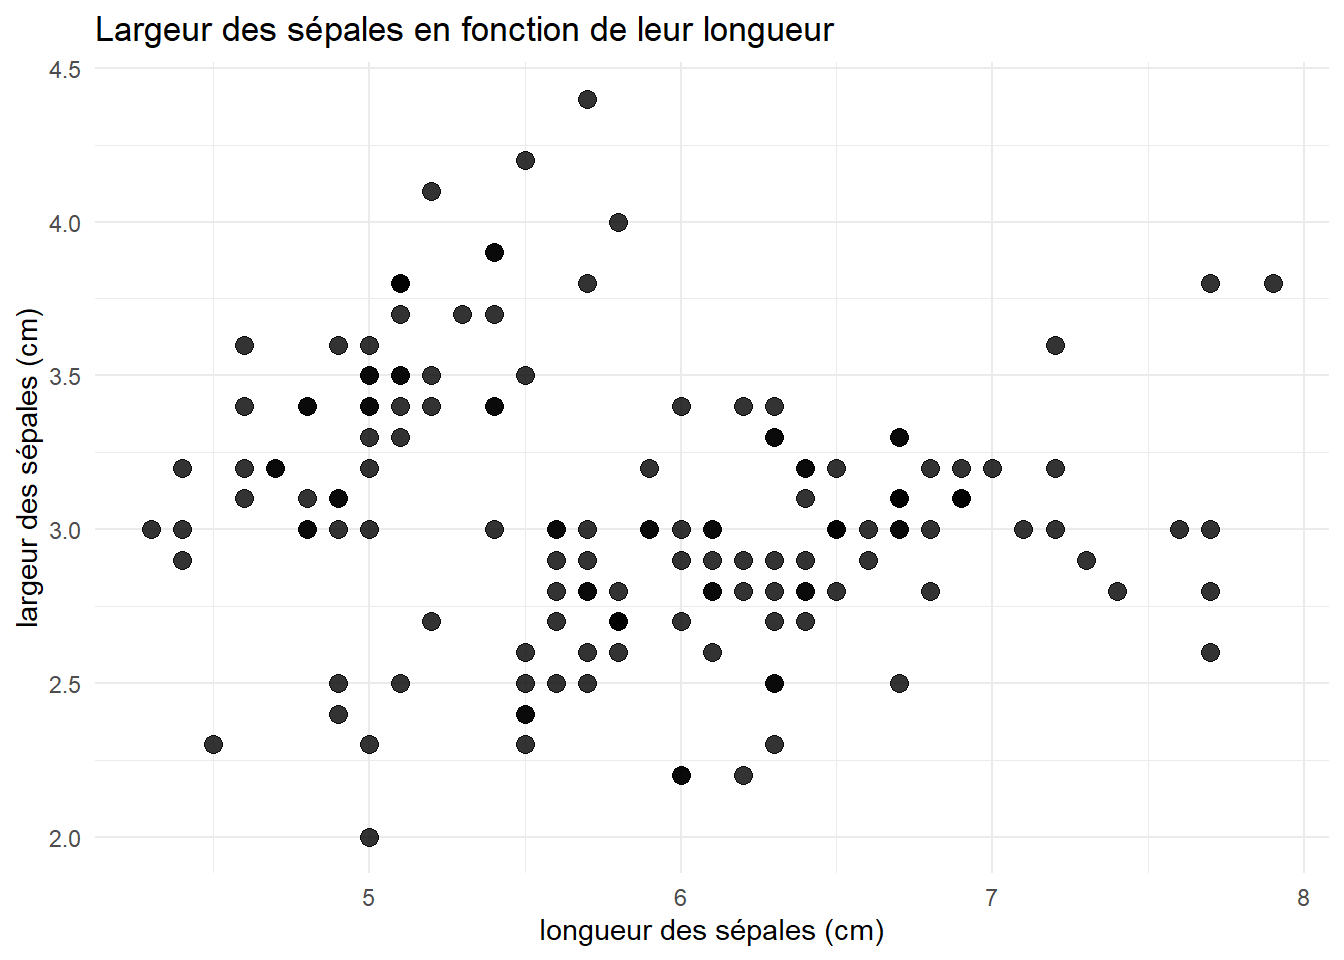 Largeur des sépales en fonction de leur longueur
4.5
4.0
3.5
3.0
2.5
2.0
largeur des sépales (cm)
5 6 7 8
longueur des sépales (cm)